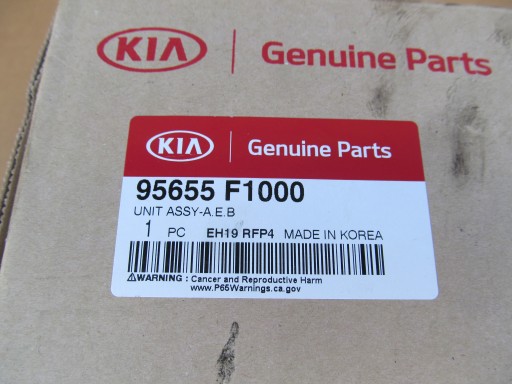 KIA Genuine Parts
KIA Genuine Parts
95655 F1000
UNIT ASSY-A.E.B
1 PC EH19 RFP4 MADE IN KOREA
⚠WARNING : Cancer and Reproductive Harm
www.P65Warnings.ca.gov